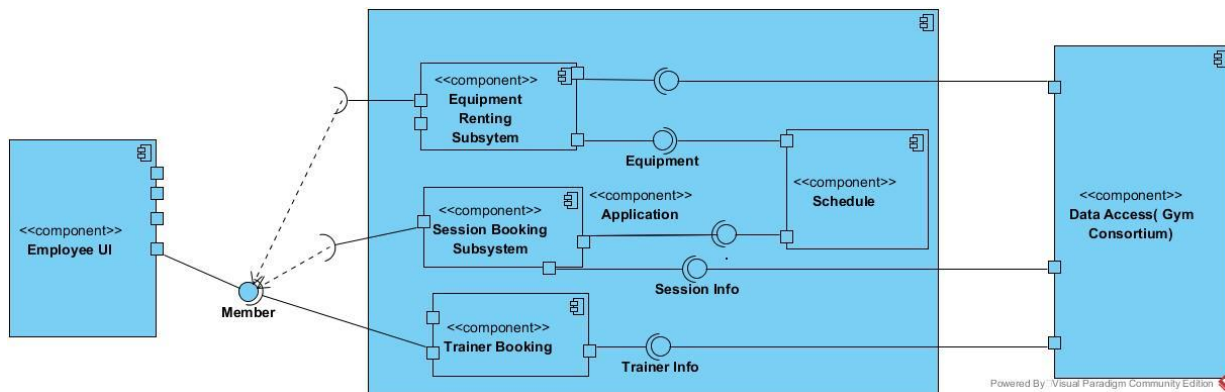 <<component>>
Employee UI
Member
<<component>>
Equipment
Renting
Subsytem
Equipment
<<component>>
Session Booking
Subsystem
<<component>>
Application
<<component>>
Schedule
Session Info
<<component>>
Trainer Booking
Trainer Info
<<component>>
Data Access( Gym
Consortium)
Powered By Visual Paradigm Community Edition